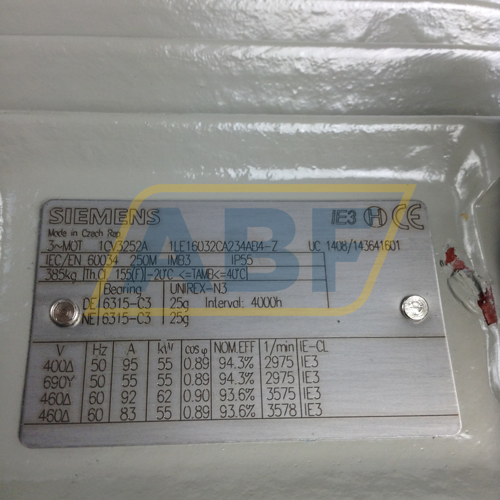 SIEMENS IE3 H CE
Made in Czech Rep
3~MOT 1CV3252A 1LE16032CA234AB4-Z UC 1408/143641601
IEC/EN 60034 250M IMB3 IP55
385kg Th.Cl. 155(F) -20°C <=TAMB<=40°C
Bearing UNIREX-N3
DE 6315-C3 25g Interval: 4000h
NE 6315-C3 25g
V Hz A kW cosφ NOM.EFF 1/min IE-CL
400Δ 50 95 55 0.89 94.3% 2975 IE3
690Y 50 55 55 0.89 94.3% 2975 IE3
460Δ 60 92 62 0.90 93.6% 3575 IE3
460Δ 60 83 55 0.89 93.6% 3578 IE3
ABF